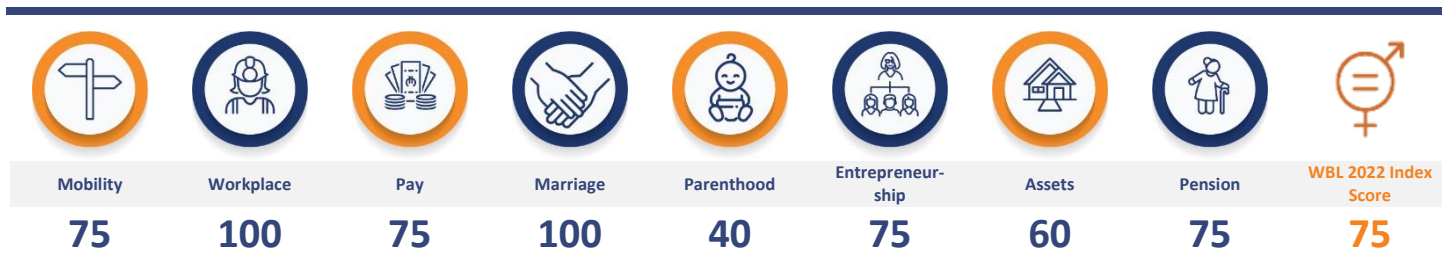 Mobility
Workplace
Pay
Marriage
Parenthood
Entrepreneur-
ship
Assets
Pension
WBL 2022 Index
Score
75
100
75
100
40
75
60
75
75